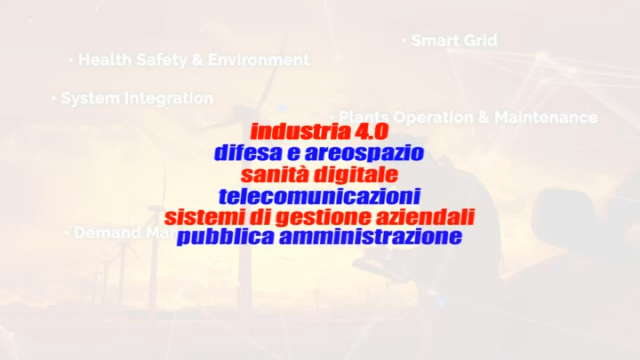 • Smart Grid
• Health Safety & Environment
• System Integration
• Plants Operation & Maintenance
industria 4.0
difesa e areospazio
sanità digitale
telecomunicazioni
sistemi di gestione aziendali
pubblica amministrazione
• Demand